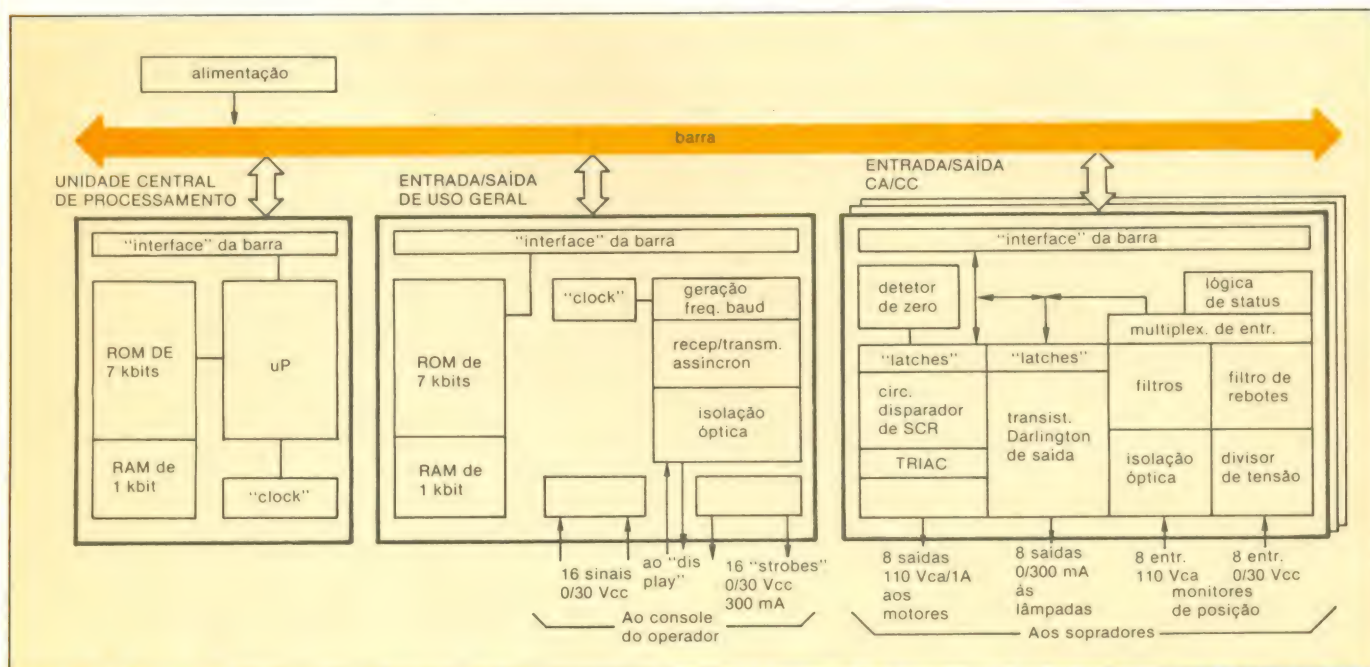 alimentação
barra
UNIDADE CENTRAL
DE PROCESSAMENTO
"interface" da barra
ROM DE
7 kbits
uP
RAM de
1 kbit
"clock"
ENTRADA/SAÍDA
DE USO GERAL
"interface" da barra
"clock"
geração
freq. baud
ROM de
7 kbits
recep/transm.
assincron
isolação
óptica
RAM de
1 kbit
16 sinais
0/30 Vcc
ao "dis
play"
16 "strobes"
0/30 Vcc
300 mA
Ao console
do operador
ENTRADA/SAÍDA
CA/CC
"interface" da barra
detetor
de zero
lógica
de status
multiplex. de entr.
"latches"
"latches"
circ.
disparador
de SCR
TRIAC
transist.
Darlington
de saida
filtros
filtro de
rebotes
isolação
óptica
divisor
de tensão
8 saidas
110 Vca/1A
aos
motores
8 saidas
0/300 mA
ás
lâmpadas
8 entr.
110 Vca
8 entr.
0/30 Vcc
monitores
de posição
Aos sopradores